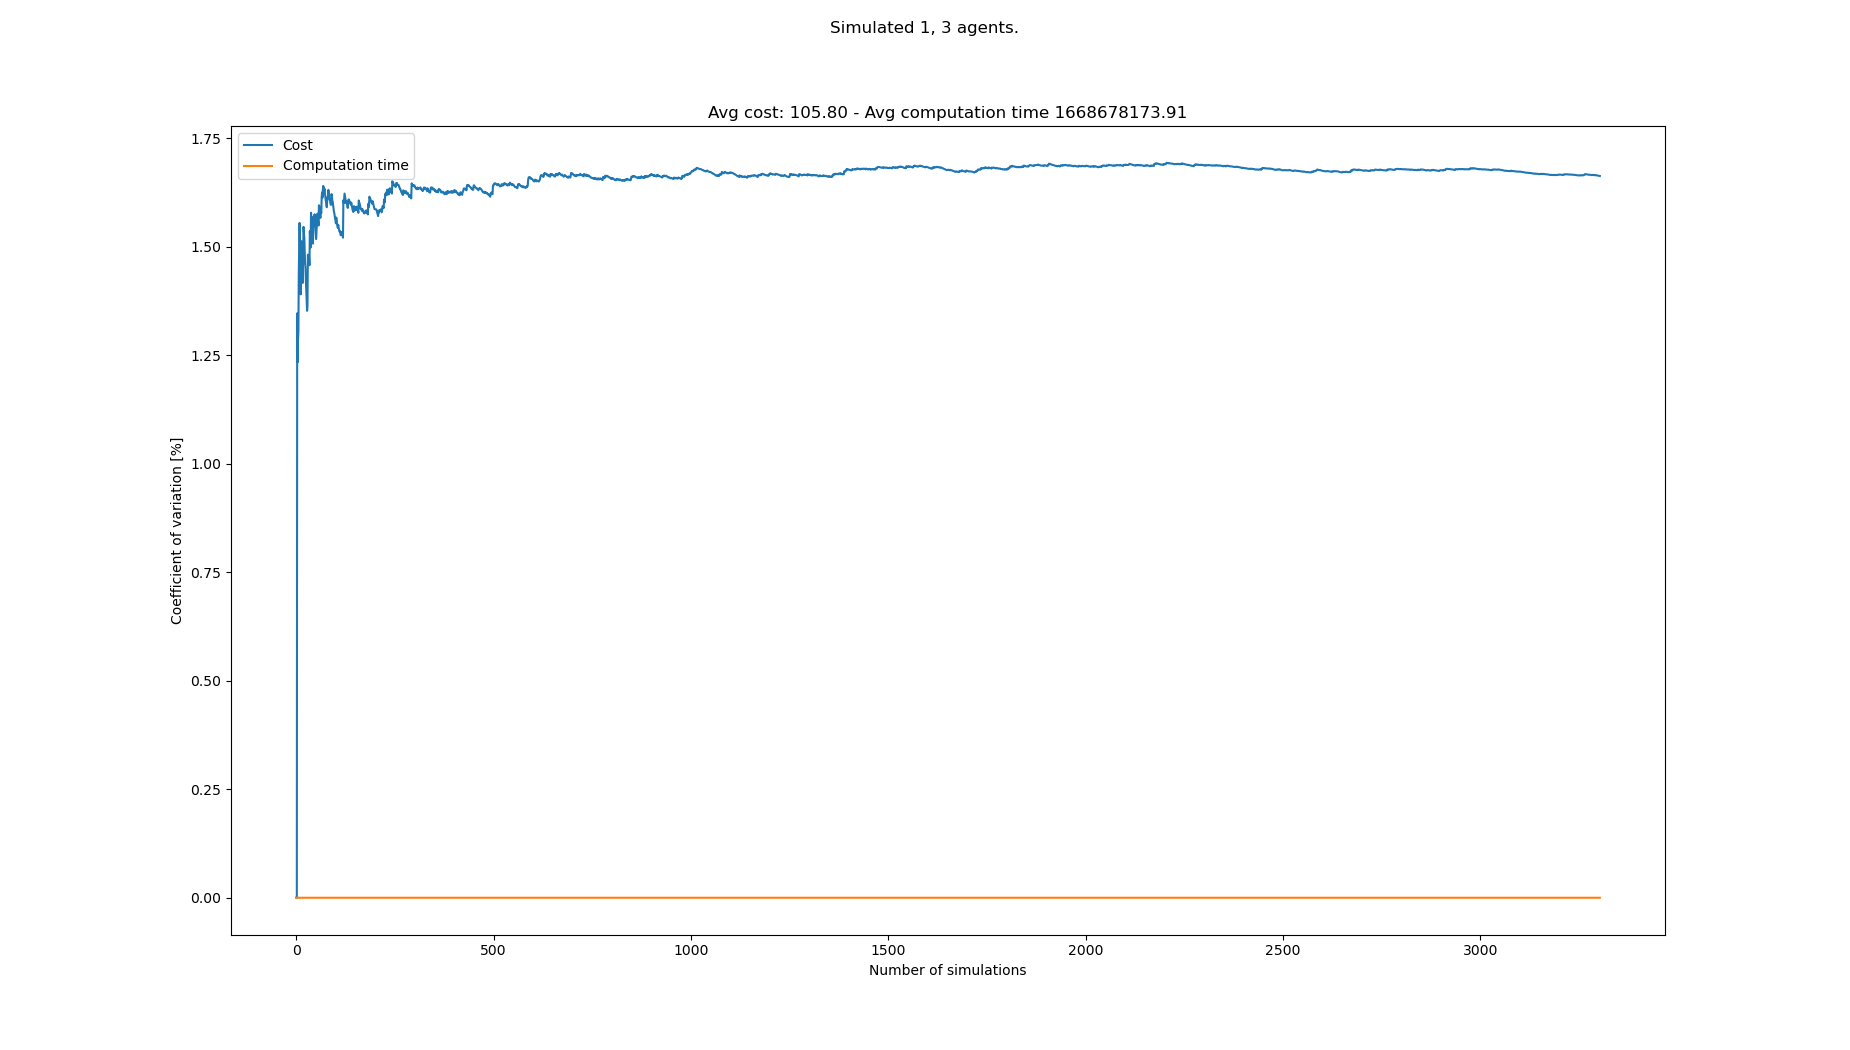 Simulated 1, 3 agents.
Avg cost: 105.80 - Avg computation time 1668678173.91
Cost
Computation time
Coefficient of variation [%]
1.75
1.50
1.25
1.00
0.75
0.50
0.25
0.00
0 500 1000 1500 2000 2500 3000
Number of simulations